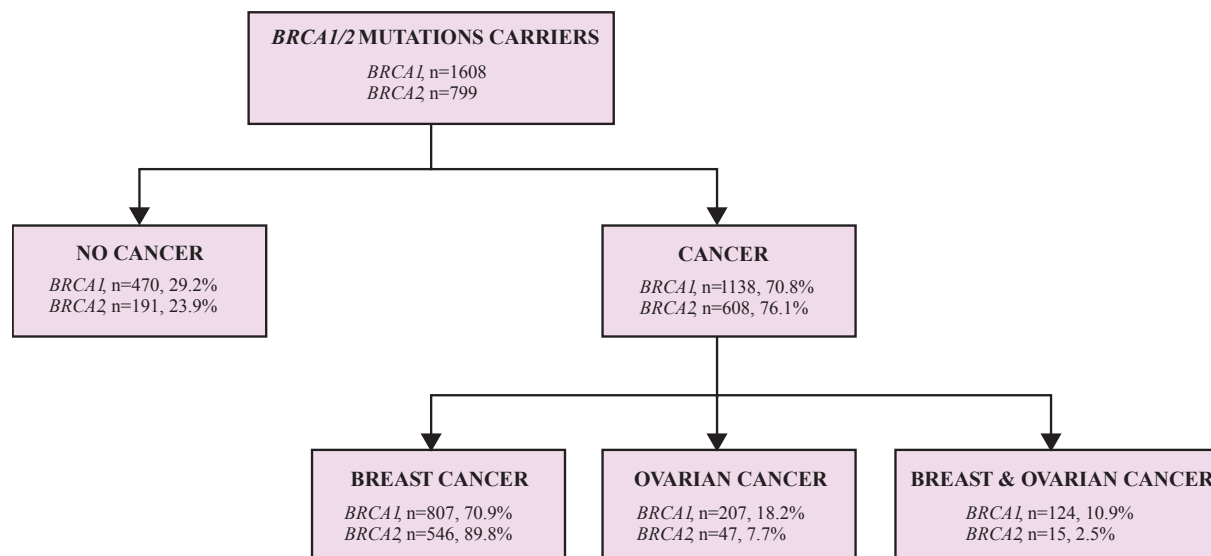 BRCA1/2 MUTATIONS CARRIERS
BRCA1, n=1608
BRCA2, n=799
NO CANCER
BRCA1, n=470, 29.2%
BRCA2, n=191, 23.9%
CANCER
BRCA1, n=1138, 70.8%
BRCA2, n=608, 76.1%
BREAST CANCER
BRCA1, n=807, 70.9%
BRCA2, n=546, 89.8%
OVARIAN CANCER
BRCA1, n=207, 18.2%
BRCA2, n=47, 7.7%
BREAST & OVARIAN CANCER
BRCA1, n=124, 10.9%
BRCA2, n=15, 2.5%